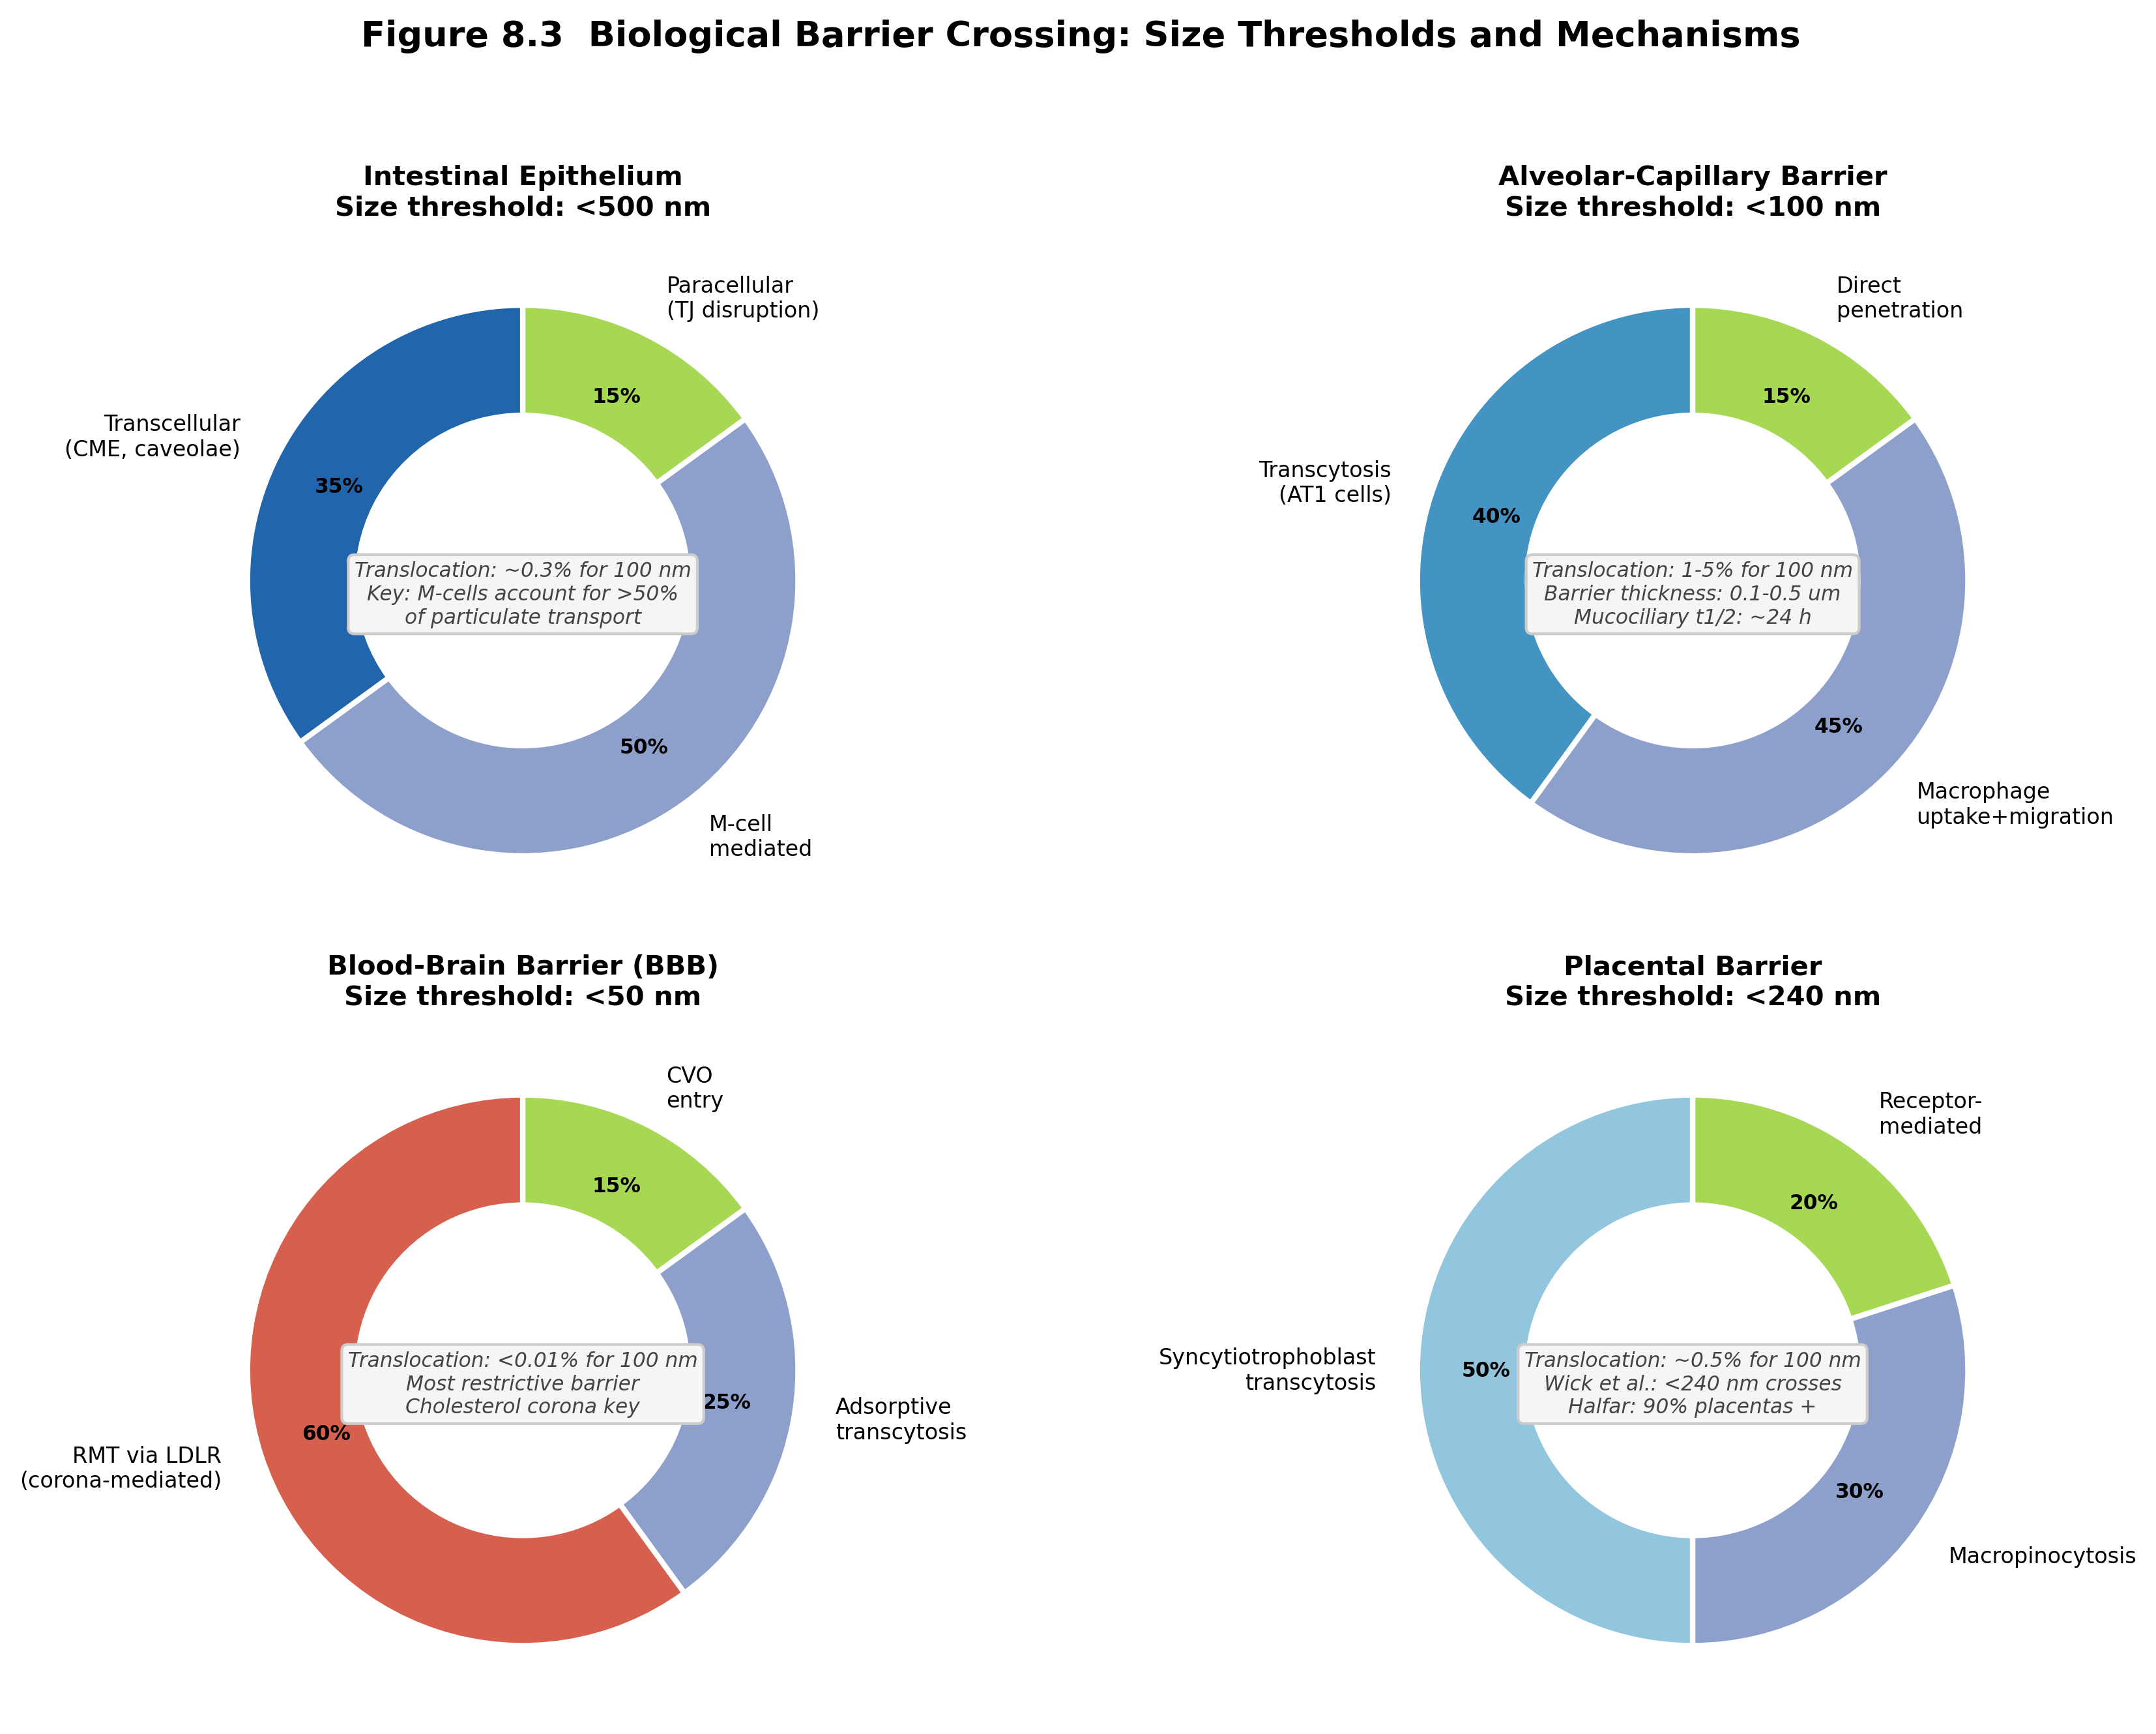 Figure 8.3  Biological Barrier Crossing: Size Thresholds and Mechanisms
Intestinal Epithelium
Size threshold: <500 nm
Paracellular
(TJ disruption)
15%
Transcellular
(CME, caveolae)
35%
Translocation: ~0.3% for 100 nm
Key: M-cells account for >50%
of particulate transport
50%
M-cell
mediated
Alveolar-Capillary Barrier
Size threshold: <100 nm
Direct
penetration
15%
Transcytosis
(AT1 cells)
40%
Translocation: 1-5% for 100 nm
Barrier thickness: 0.1-0.5 um
Mucociliary t1/2: ~24 h
45%
Macrophage
uptake+migration
Blood-Brain Barrier (BBB)
Size threshold: <50 nm
CVO
entry
15%
Translocation: <0.01% for 100 nm
Most restrictive barrier
Cholesterol corona key
25%
Adsorptive
transcytosis
60%
RMT via LDLR
(corona-mediated)
Placental Barrier
Size threshold: <240 nm
Receptor-
mediated
20%
Syncytiotrophoblast
transcytosis
50%
Translocation: ~0.5% for 100 nm
Wick et al.: <240 nm crosses
Halfar: 90% placentas +
30%
Macropinocytosis